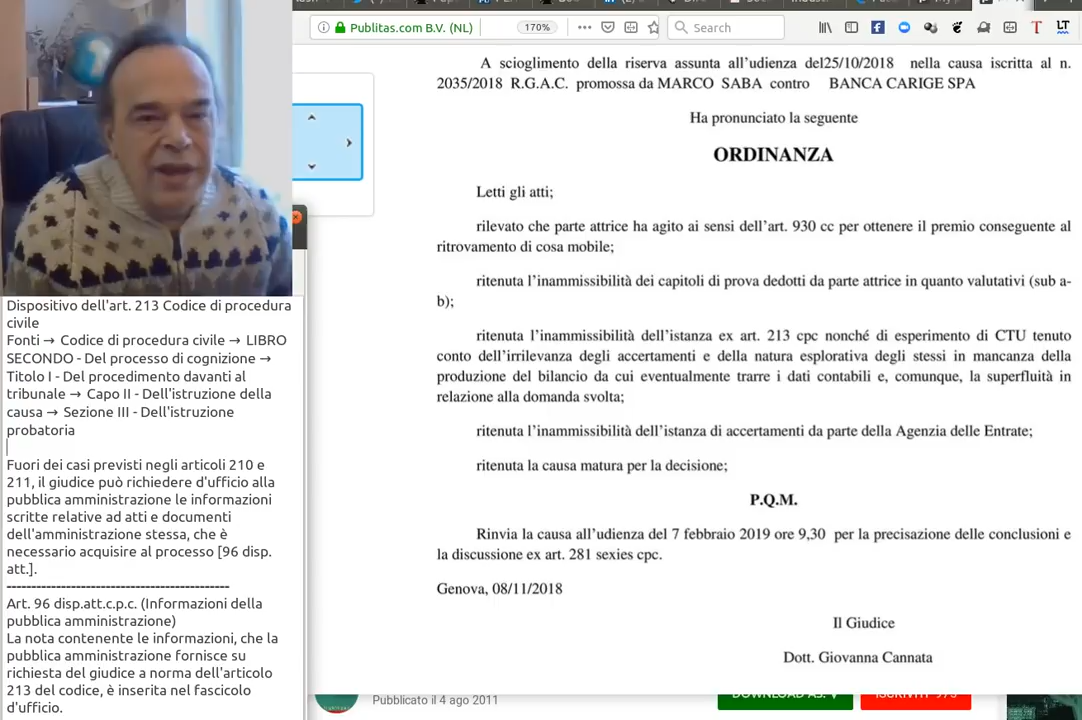 Publitas.com B.V. (NL)
170%
Search
A scioglimento della riserva assunta all'udienza del25/10/2018 nella causa iscritta al n.
2035/2018 R.G.A.C. promossa da MARCO SABA contro BANCA CARIGE SPA
Ha pronunciato la seguente
ORDINANZA
Letti gli atti;
rilevato che parte attrice ha agito ai sensi dell'art. 930 cc per ottenere il premio conseguente al
ritrovamento di cosa mobile;
ritenuta l'inammissibilità dei capitoli di prova dedotti da parte attrice in quanto valutativi (sub a-
b);
ritenuta l'inammissibilità dell'istanza ex art. 213 cpc nonché di esperimento di CTU tenuto
conto dell'irrilevanza degli accertamenti e della natura esplorativa degli stessi in mancanza della
produzione del bilancio da cui eventualmente trarre i dati contabili e, comunque, la superfluità in
relazione alla domanda svolta;
ritenuta l'inammissibilità dell'istanza di accertamenti da parte della Agenzia delle Entrate;
ritenuta la causa matura per la decisione;
P.Q.M.
Rinvia la causa all'udienza del 7 febbraio 2019 ore 9,30 per la precisazione delle conclusioni e
la discussione ex art. 281 sexies cpc.
Genova, 08/11/2018
Il Giudice
Dott. Giovanna Cannata
Pubblicato il 4 ago 2011
Dispositivo dell'art. 213 Codice di procedura
civile
Fonti → Codice di procedura civile → LIBRO
SECONDO - Del processo di cognizione →
Titolo I - Del procedimento davanti al
tribunale → Capo II - Dell'istruzione della
causa → Sezione III - Dell'istruzione
probatoria
Fuori dei casi previsti negli articoli 210 e
211, il giudice può richiedere d'ufficio alla
pubblica amministrazione le informazioni
scritte relative ad atti e documenti
dell'amministrazione stessa, che è
necessario acquisire al processo [96 disp.
att.].
--------------------------------------------
Art. 96 disp.att.c.p.c. (Informazioni della
pubblica amministrazione)
La nota contenente le informazioni, che la
pubblica amministrazione fornisce su
richiesta del giudice a norma dell'articolo
213 del codice, è inserita nel fascicolo
d'ufficio.